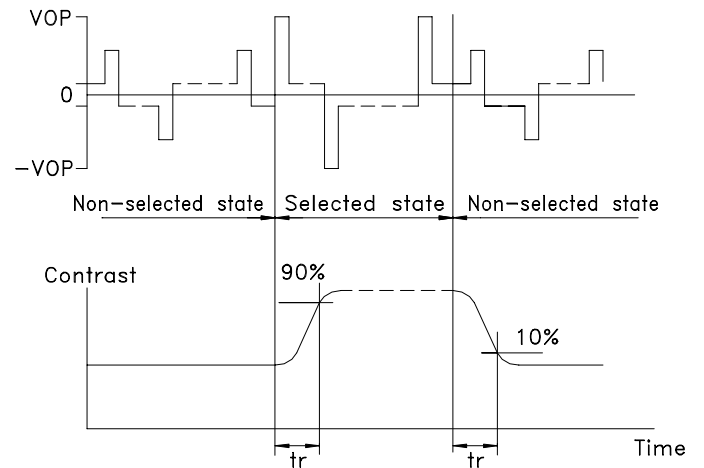 VOP
0
−VOP
Non-selected state
Selected state
Non-selected state
Contrast
90%
10%
tr
tr
Time